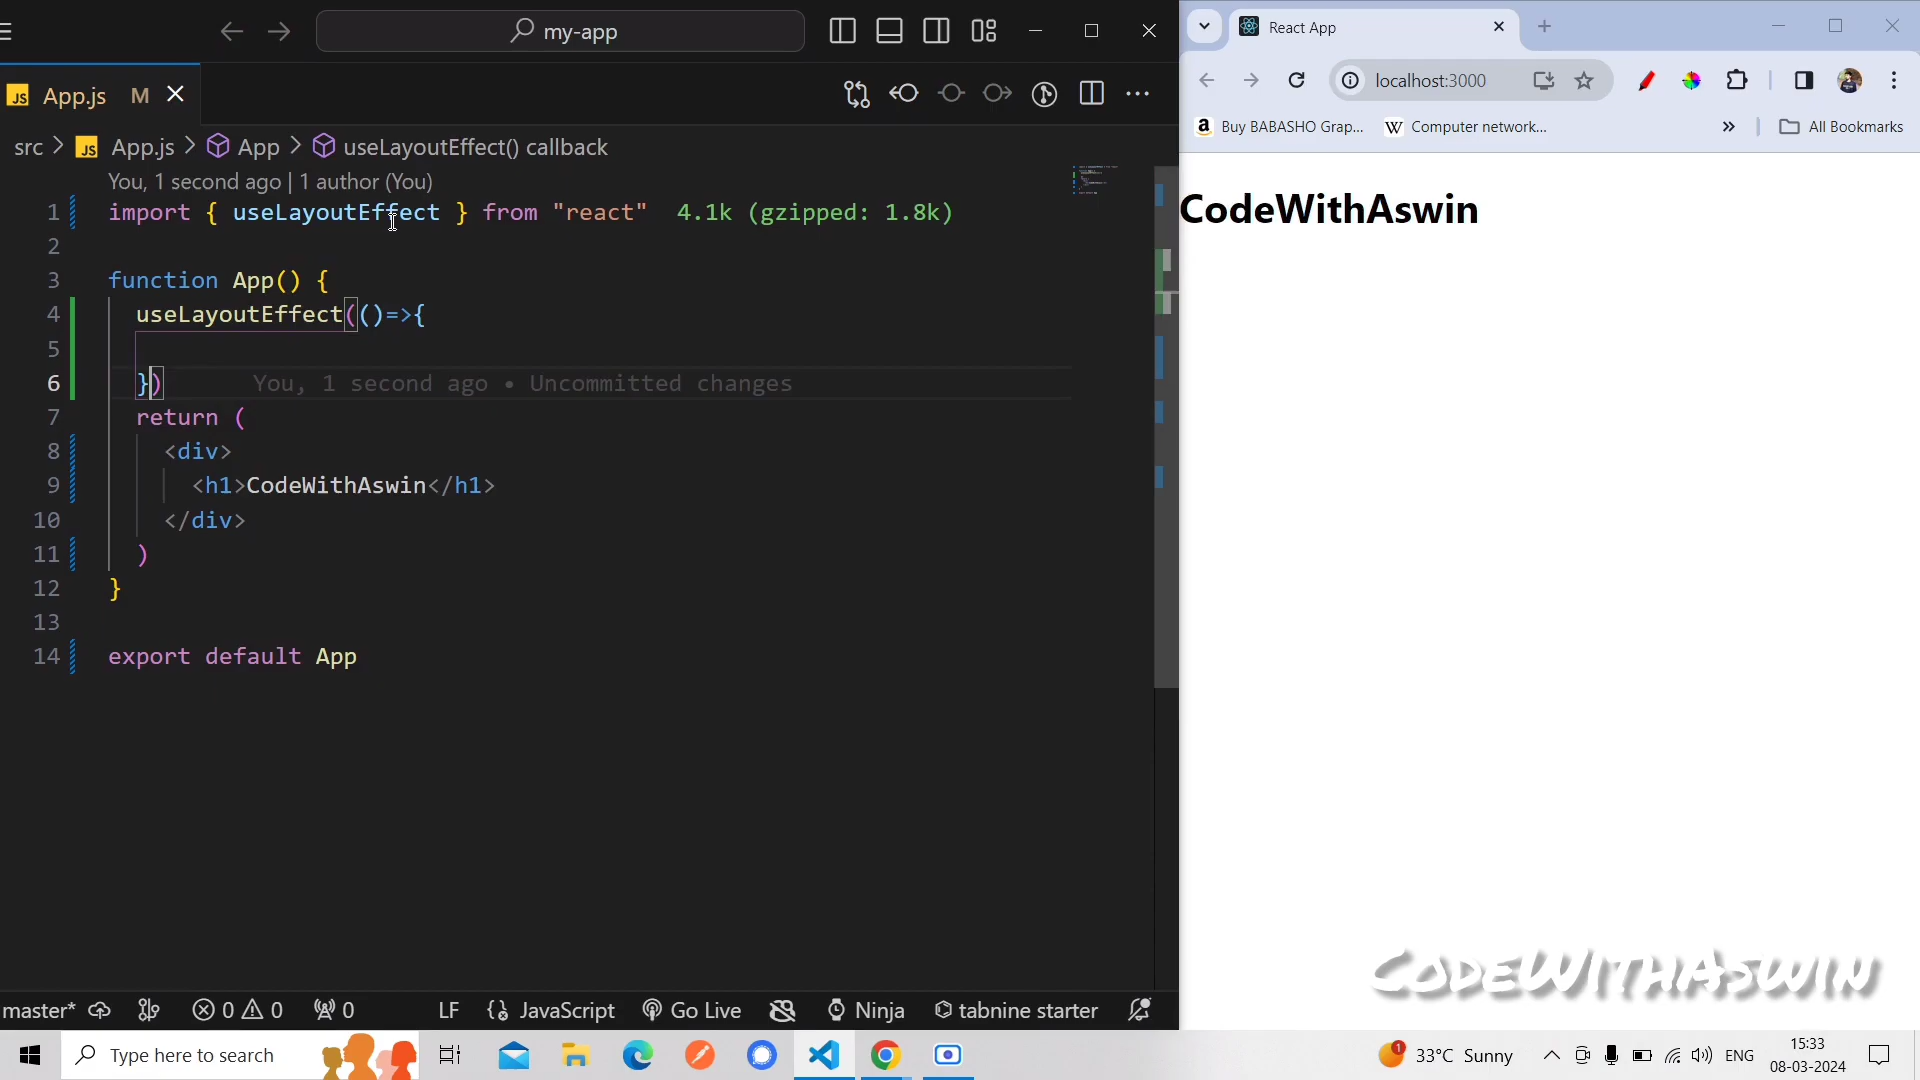 my-app
JS App.js M
src > JS App.js > App > useLayoutEffect() callback
You, 1 second ago | 1 author (You)
1 import { useLayoutEffect } from "react" 4.1k (gzipped: 1.8k)
2
3 function App() {
4 useLayoutEffect(()=>{
5
6 }) You, 1 second ago • Uncommitted changes
7 return (
8 <div>
9 <h1>CodeWithAswin</h1>
10 </div>
11 )
12 }
13
14 export default App
master* 0 0 0 LF JavaScript Go Live Ninja tabnine starter
React App
localhost:3000
a Buy BABASHO Grap... W Computer network... » All Bookmarks
CodeWithAswin
CODEWITHASWIN
Type here to search
1 33°C Sunny ENG 15:33
08-03-2024